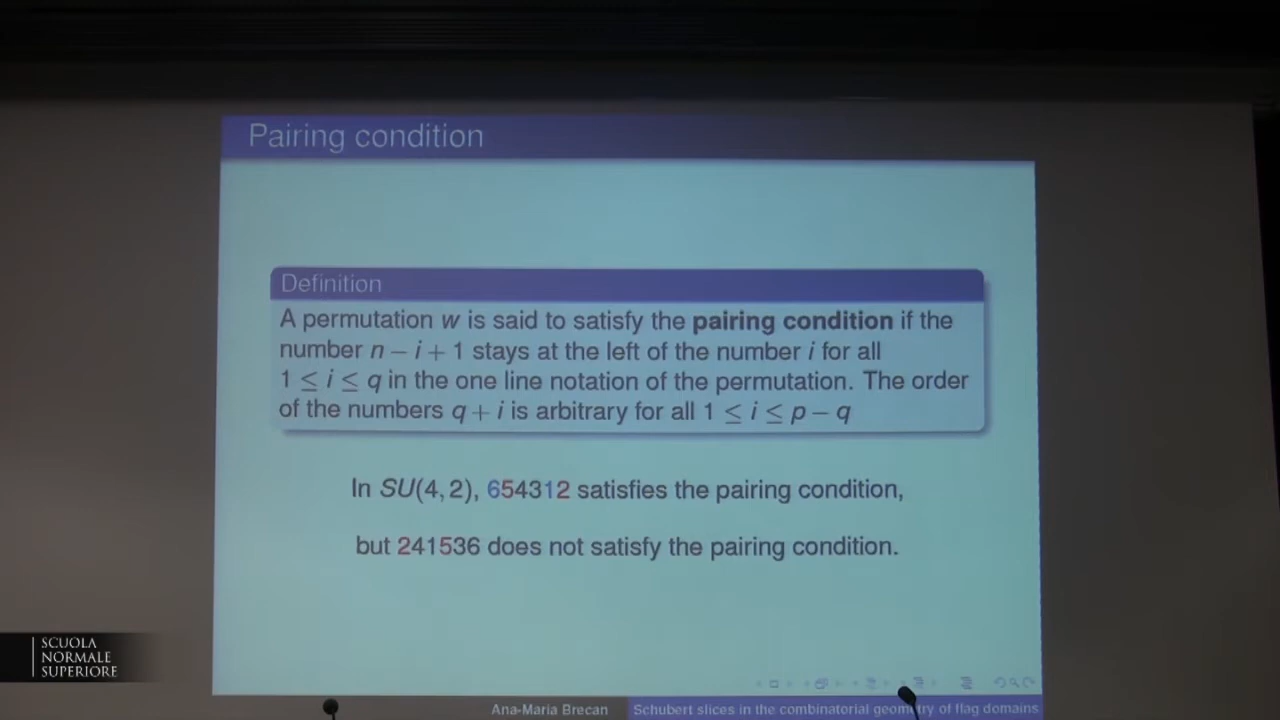 Pairing condition
Definition
A permutation w is said to satisfy the pairing condition if the
number n − i + 1 stays at the left of the number i for all
1 ≤ i ≤ q in the one line notation of the permutation. The order
of the numbers q + i is arbitrary for all 1 ≤ i ≤ p − q
In SU(4, 2), 654312 satisfies the pairing condition,
but 241536 does not satisfy the pairing condition.
SCUOLA
NORMALE
SUPERIORE
Ana-Maria Brecan
Schubert slices in the combinatorial geometry of flag domains